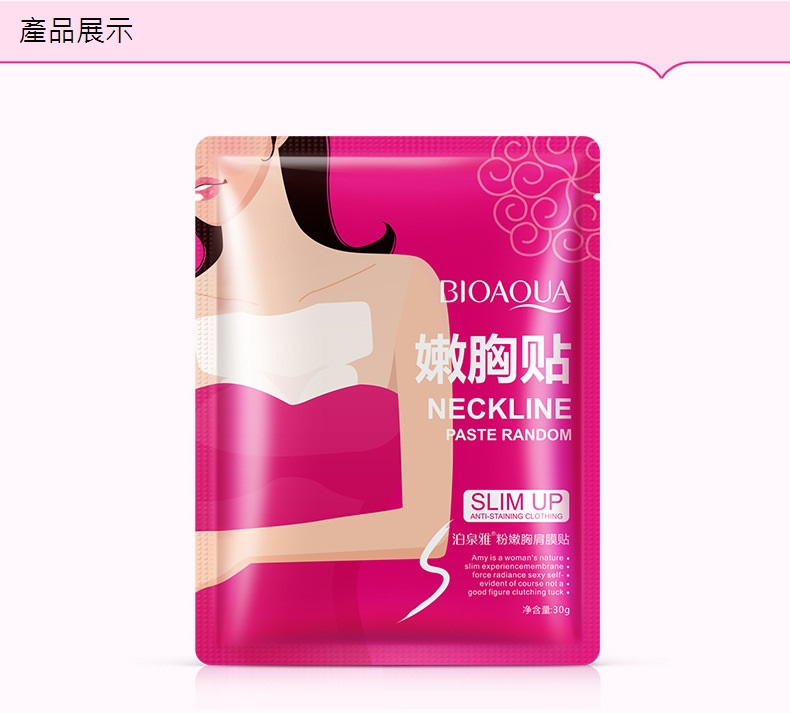 產品展示
BIOAQUA
嫩胸贴
NECKLINE
PASTE RANDOM
SLIM UP
ANTI-STAINING CLOTHING
泊泉雅®粉嫩胸肩膜贴
Amy is a woman's nature •
slim experiencemembrane •
force radiance sexy self- •
evident of course not a •
good figure clutching tuck •
净含量:30g